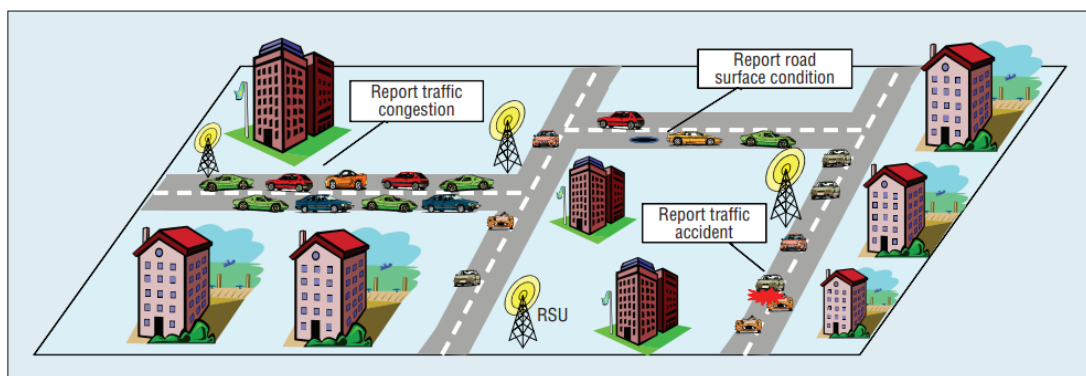 Report traffic
congestion
Report road
surface condition
Report traffic
accident
RSU